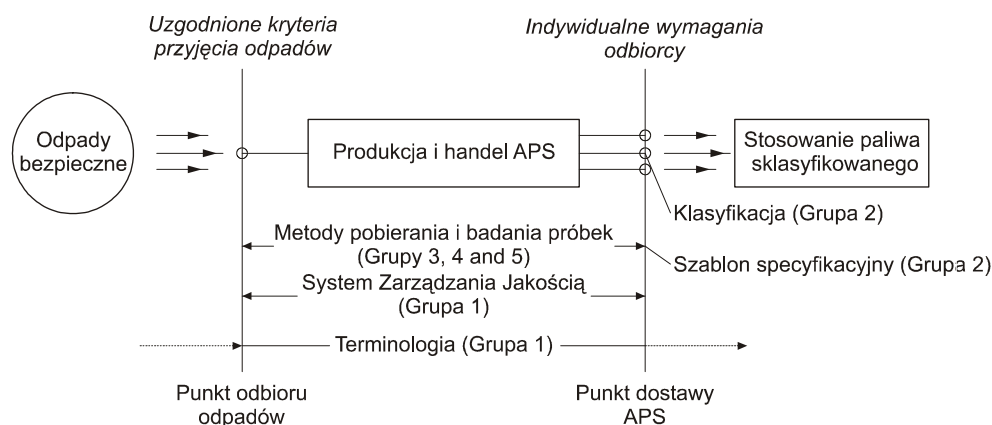 Uzgodnione kryteria
przyjęcia odpadów
Indywidualne wymagania
odbiorcy
Odpady
bezpieczne
Produkcja i handel APS
Stosowanie paliwa
sklasyfikowanego
Klasyfikacja (Grupa 2)
Metody pobierania i badania próbek
(Grupy 3, 4 and 5)
Szablon specyfikacyjny (Grupa 2)
System Zarządzania Jakością
(Grupa 1)
Terminologia (Grupa 1)
Punkt odbioru
odpadów
Punkt dostawy
APS